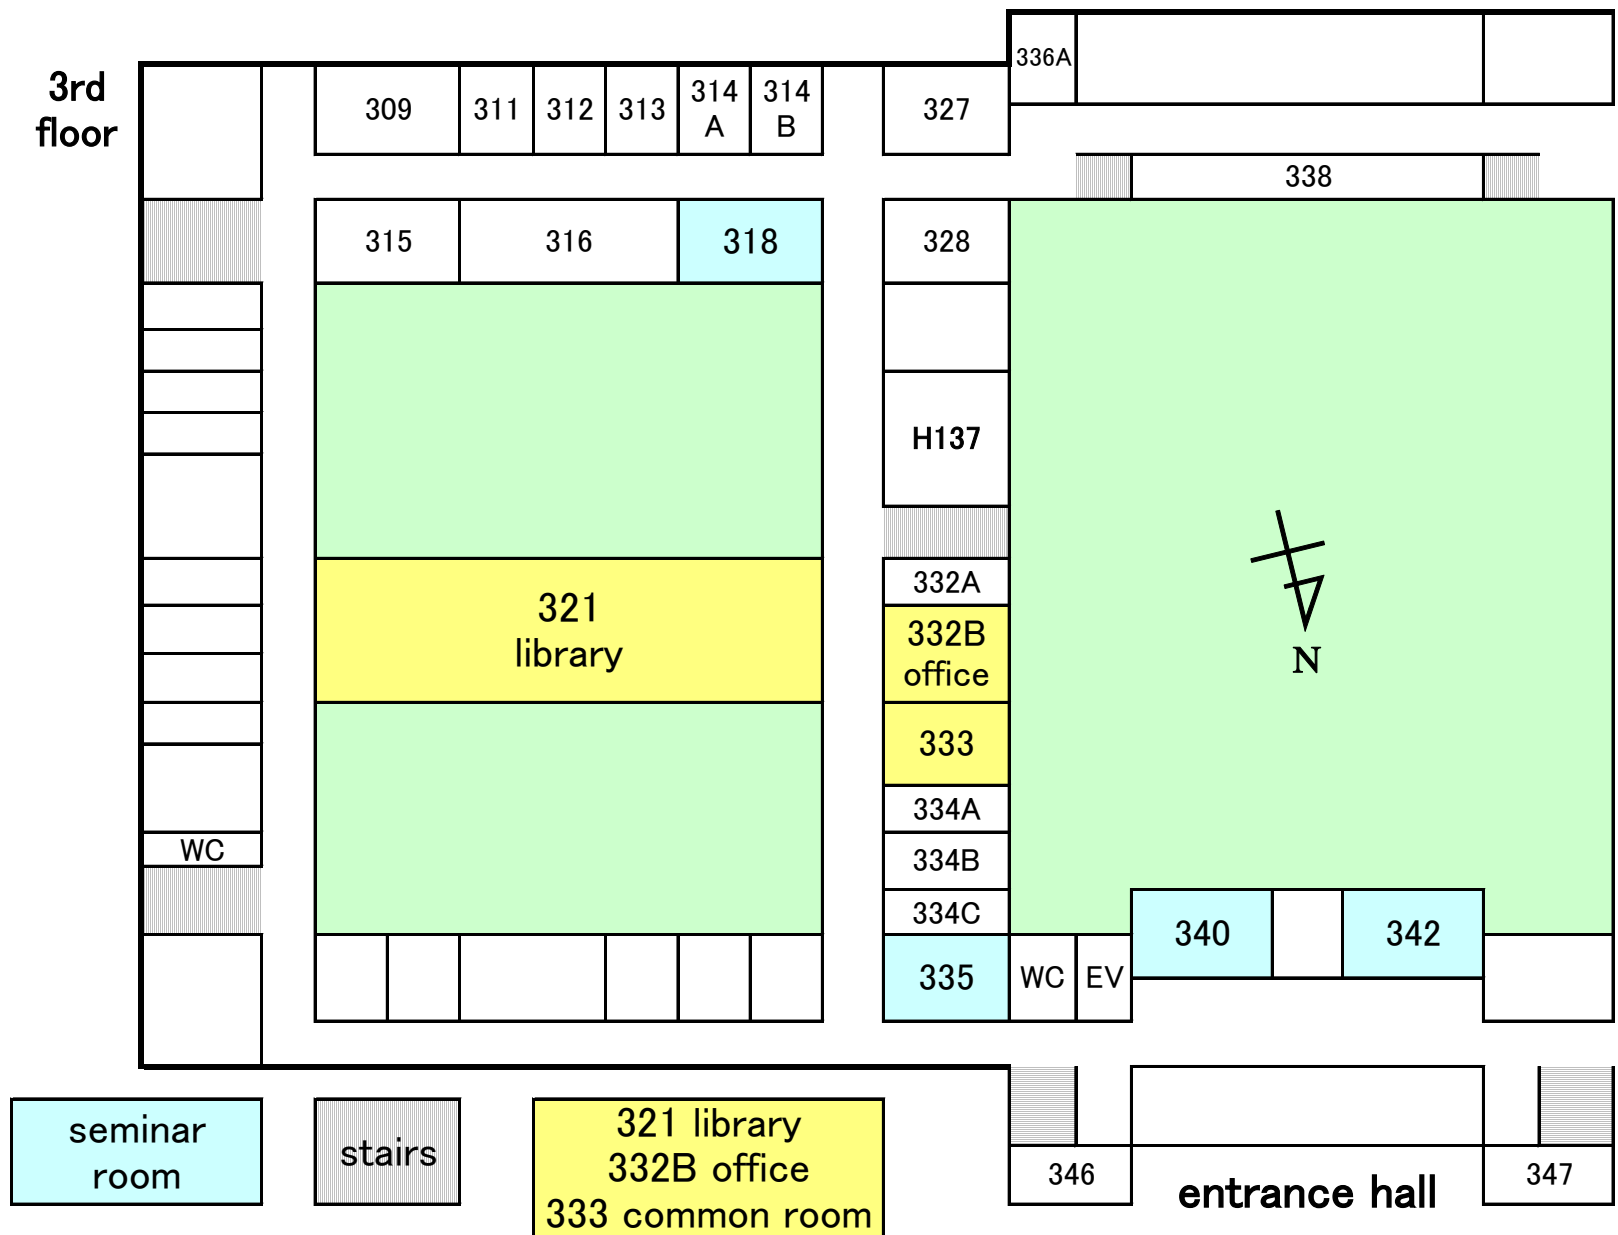 3rd
floor
336A
309
311
312
313
314
A
314
B
327
338
315
316
318
328
H137
332A
321
library
332B
office
N
333
334A
WC
334B
334C
340
342
335
WC
EV
seminar
room
stairs
321 library
332B office
333 common room
346
entrance hall
347